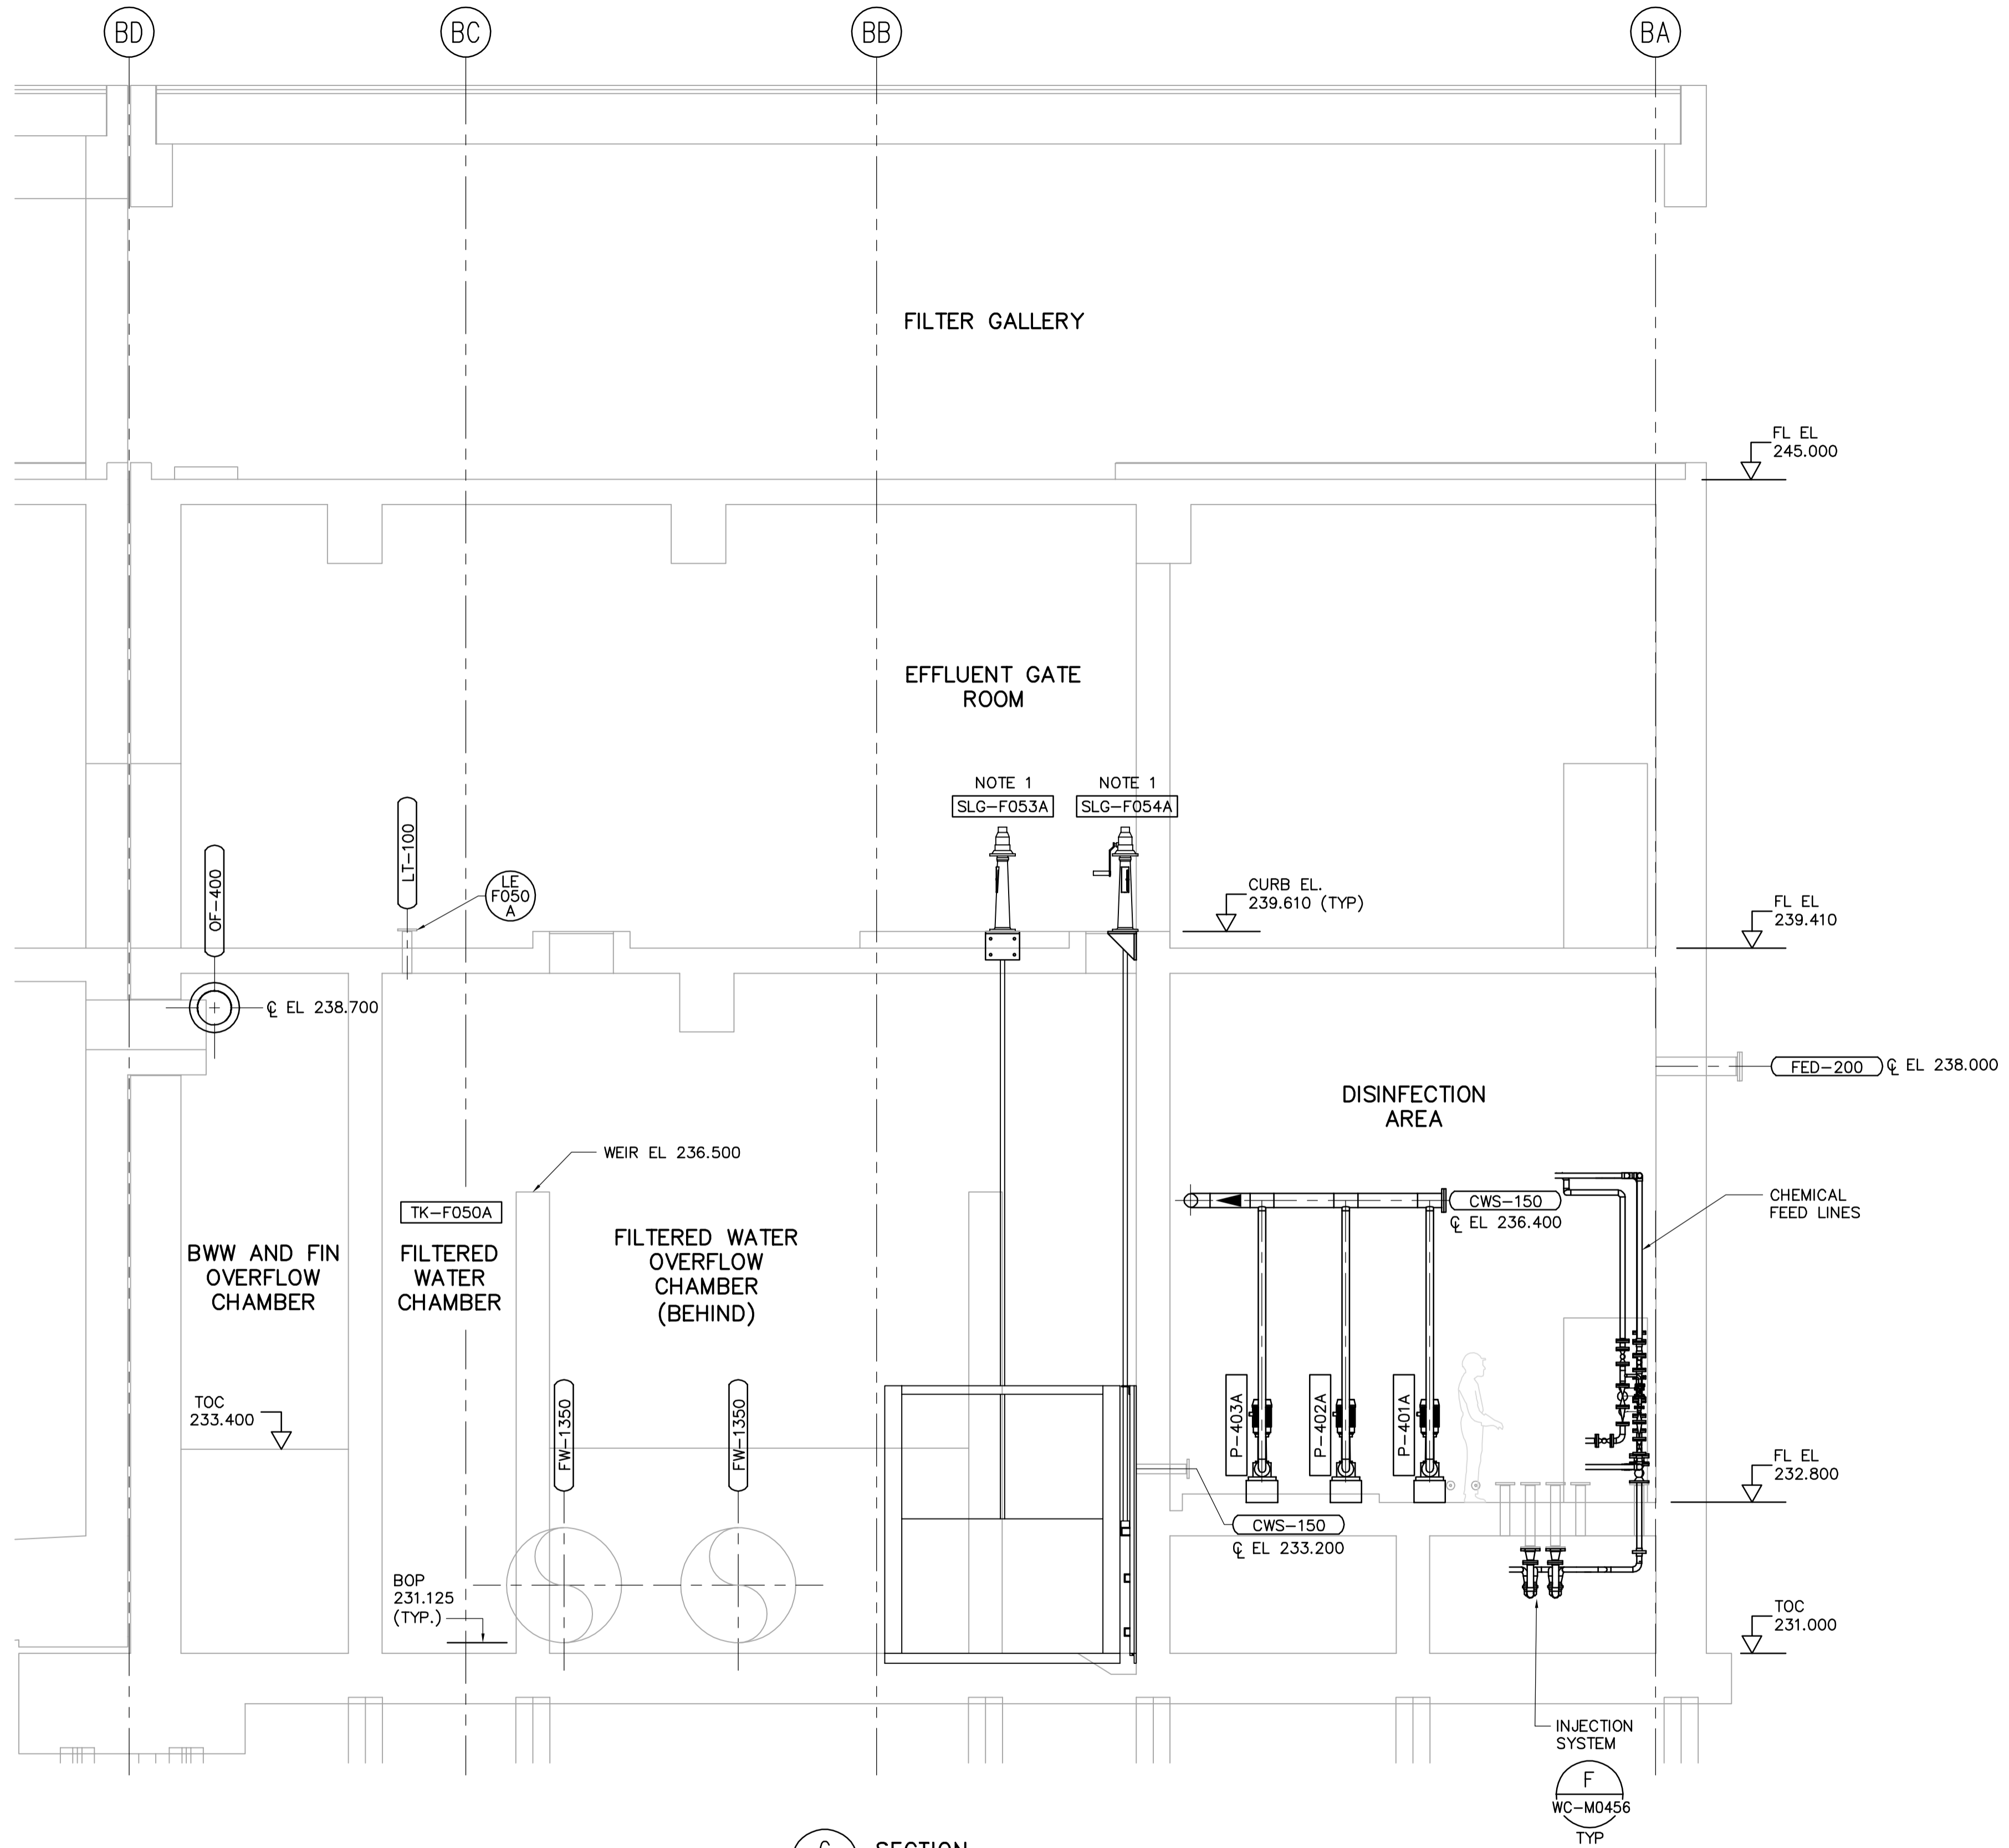 BD
BC
BB
BA
FILTER GALLERY
FL EL
245.000
EFFLUENT GATE
ROOM
NOTE 1
SLG-F053A
NOTE 1
SLG-F054A
LT-100
OF-400
LE
F050
A
CURB EL.
239.610 (TYP)
FL EL
239.410
℄ EL 238.700
FED-200
℄ EL 238.000
DISINFECTION
AREA
WEIR EL 236.500
TK-F050A
CWS-150
℄ EL 236.400
CHEMICAL
FEED LINES
BWW AND FIN
OVERFLOW
CHAMBER
FILTERED
WATER
CHAMBER
FILTERED WATER
OVERFLOW
CHAMBER
(BEHIND)
TOC
233.400
FW-1350
FW-1350
P-403A
P-402A
P-401A
FL EL
232.800
CWS-150
℄ EL 233.200
BOP
231.125
(TYP.)
TOC
231.000
INJECTION
SYSTEM
F
WC-M0456
TYP
SECTION